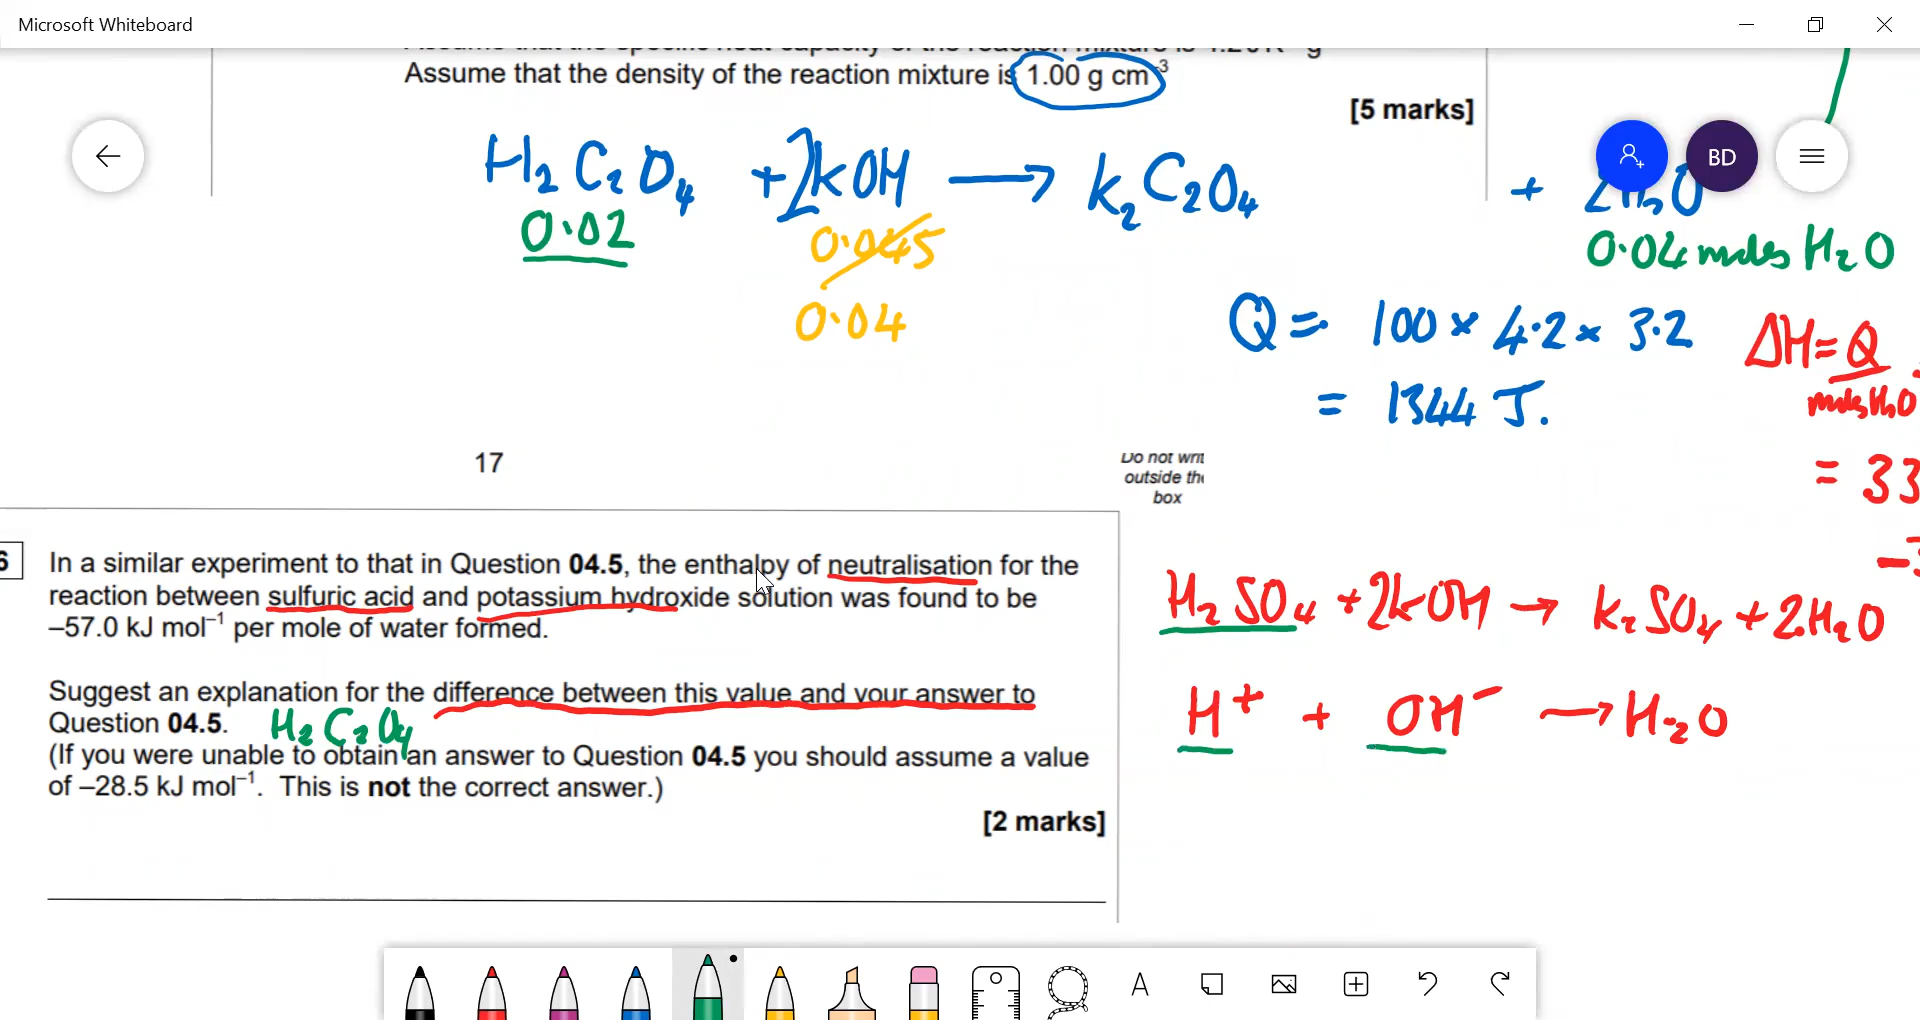 Microsoft Whiteboard
Assume that the density of the reaction mixture is 1.00 g cm⁻³
[5 marks]
BD
H₂C₂O₄ + 2KOH → K₂C₂O₄ + 2H₂O
0.02
0.045
0.04 moles H₂O
0.04
Q = 100 × 4.2 × 3.2
= 1344 J.
ΔH = Q
moles H₂O
= 33
17
Do not writ
outside the
box
6
In a similar experiment to that in Question 04.5, the enthalpy of neutralisation for the
reaction between sulfuric acid and potassium hydroxide solution was found to be
–57.0 kJ mol⁻¹ per mole of water formed.
H₂SO₄ + 2KOH → K₂SO₄ + 2H₂O
Suggest an explanation for the difference between this value and your answer to
Question 04.5.
H₂C₂O₄
H⁺ + OH⁻ → H₂O
(If you were unable to obtain an answer to Question 04.5 you should assume a value
of –28.5 kJ mol⁻¹. This is not the correct answer.)
[2 marks]
A